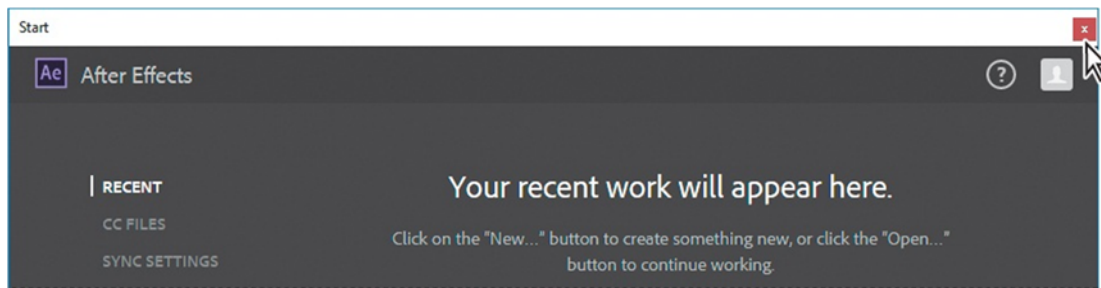 Start
x
Ae After Effects
?
RECENT
CC FILES
SYNC SETTINGS
Your recent work will appear here.
Click on the "New..." button to create something new, or click the "Open..."
button to continue working.